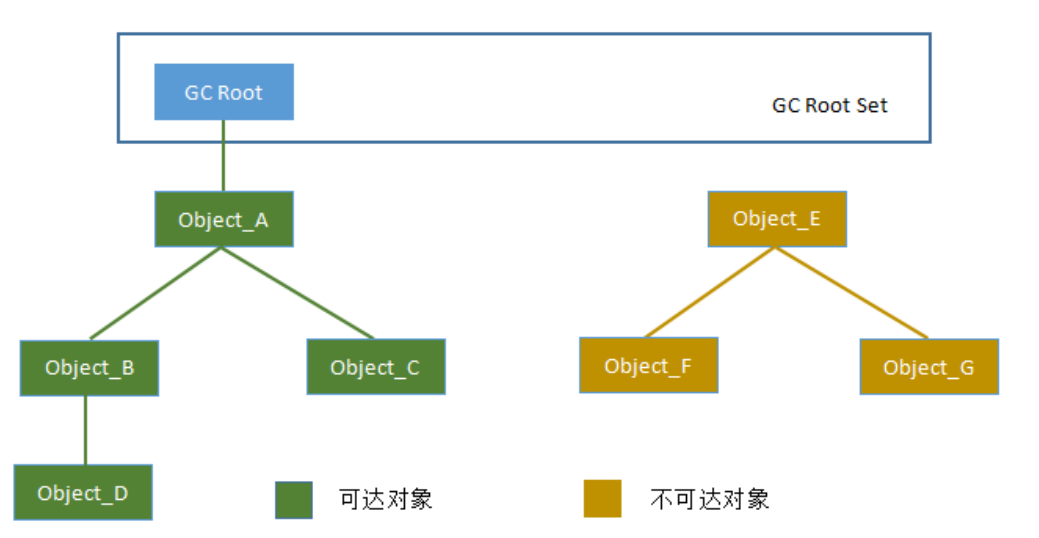 GC Root
GC Root Set
Object_A
Object_E
Object_B
Object_C
Object_F
Object_G
Object_D
可达对象
不可达对象